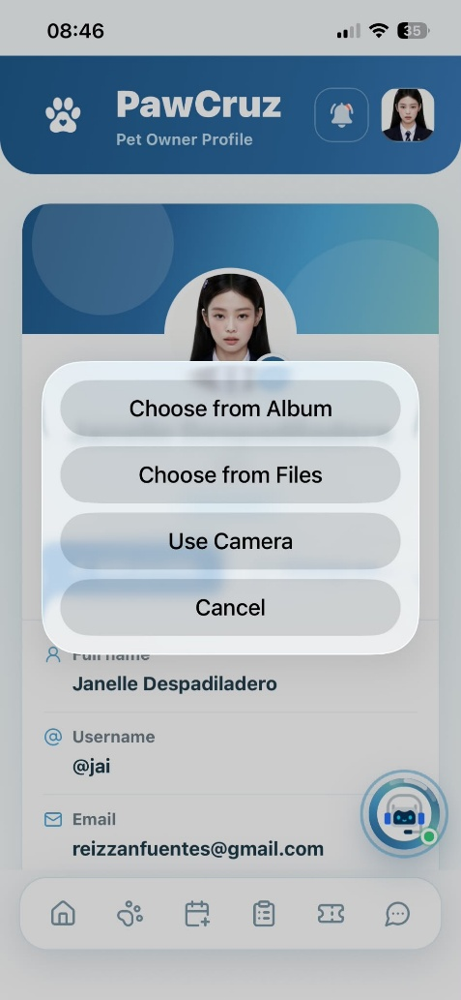 08:46
35
PawCruz
Pet Owner Profile
Choose from Album
Choose from Files
Use Camera
Cancel
Full name
Janelle Despadiladero
Username
@jai
Email
reizzanfuentes@gmail.com